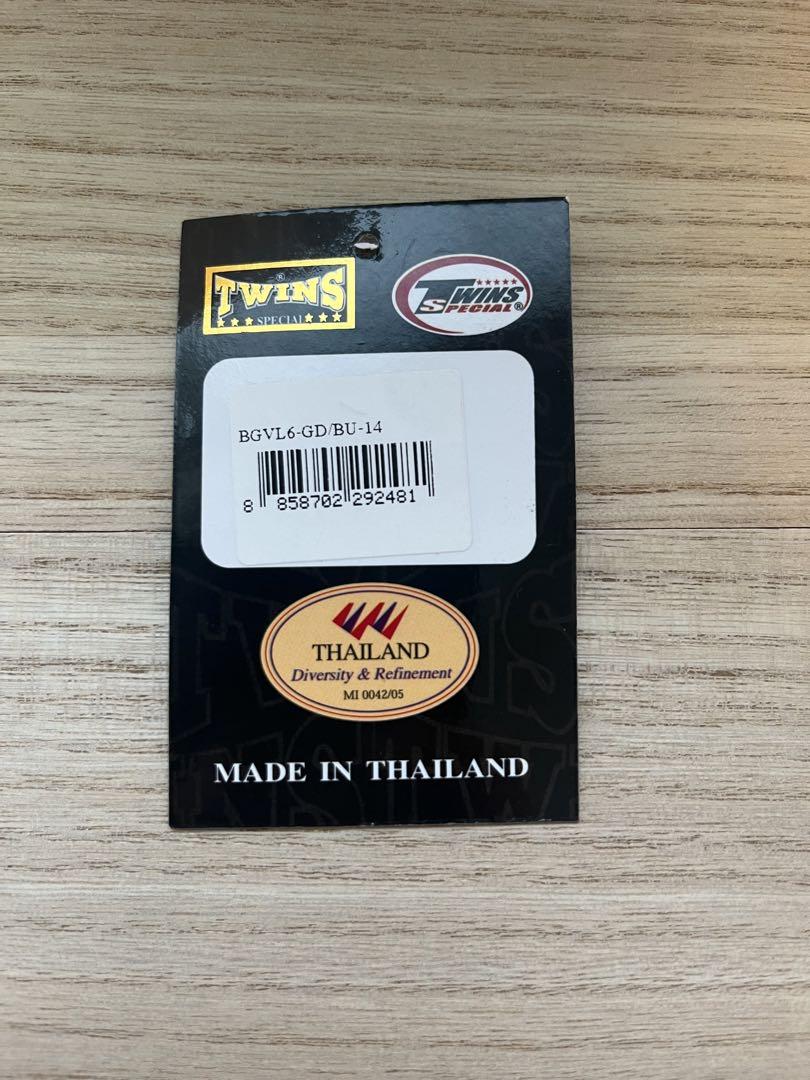 TWINS®
SPECIAL
TWINS
SPECIAL®
BGVL6-GD/BU-14
8 858702 292481
THAILAND
Diversity & Refinement
MI 0042/05
MADE IN THAILAND